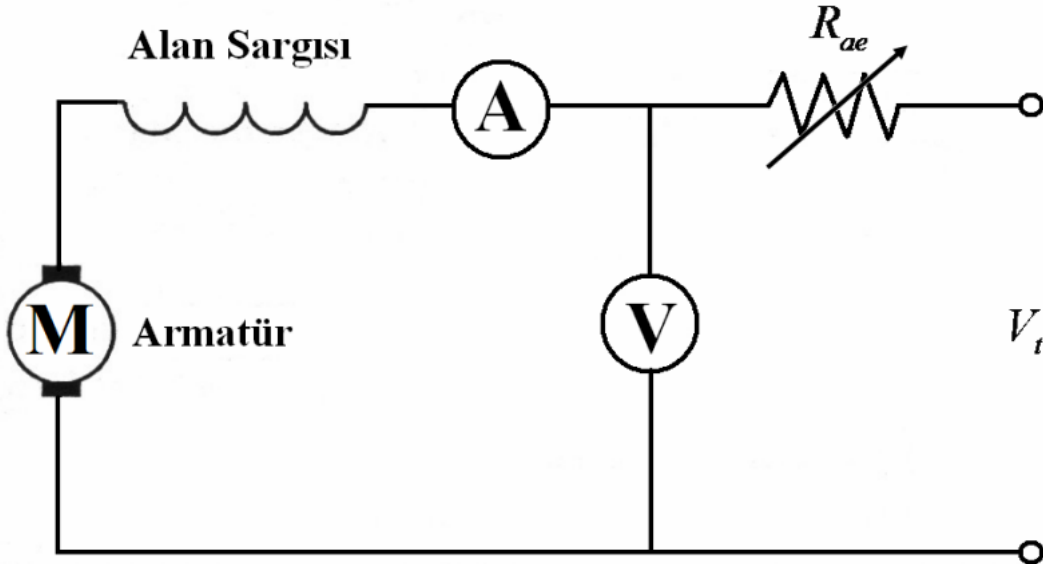 Alan Sargısı
R_ae
A
M
Armatür
V
V_t